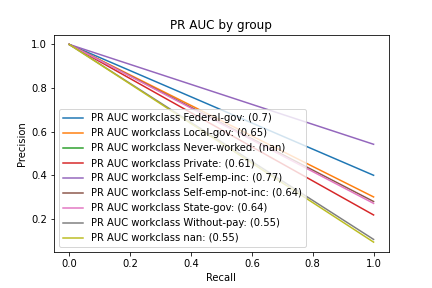 PR AUC by group
1.0
0.8
0.6
0.4
0.2
Precision
PR AUC workclass Federal-gov: (0.7)
PR AUC workclass Local-gov: (0.65)
PR AUC workclass Never-worked: (nan)
PR AUC workclass Private: (0.61)
PR AUC workclass Self-emp-inc: (0.77)
PR AUC workclass Self-emp-not-inc: (0.64)
PR AUC workclass State-gov: (0.64)
PR AUC workclass Without-pay: (0.55)
PR AUC workclass nan: (0.55)
0.0 0.2 0.4 0.6 0.8 1.0
Recall